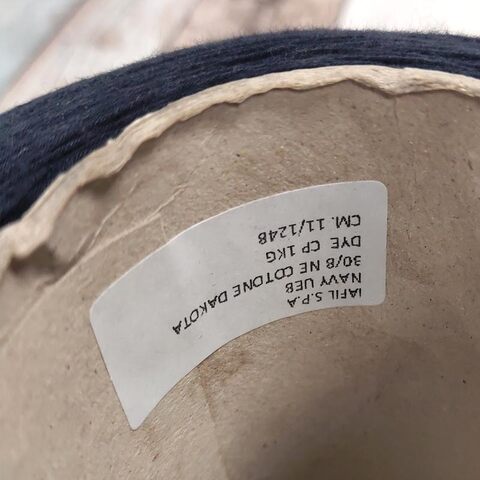 IAFIL S.P.A
NAVY UEB
30/8 NE COTONE DAKOTA
DYE CP 1KG
CM. 11/1248